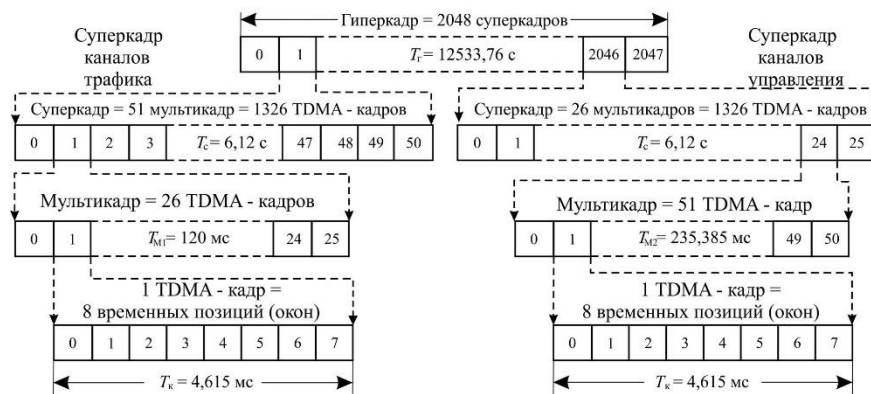 Гиперкадр = 2048 суперкадров
Суперкадр
каналов
трафика
0 1 Tг = 12533,76 с 2046 2047
Суперкадр
каналов
управления
Суперкадр = 51 мультикадр = 1326 TDMA - кадров
0 1 2 3 Tс = 6,12 с 47 48 49 50
Суперкадр = 26 мультикадров = 1326 TDMA - кадров
0 1 Tс = 6,12 с 24 25
Мультикадр = 26 TDMA - кадров
0 1 TМ1 = 120 мс 24 25
Мультикадр = 51 TDMA - кадр
0 1 TМ2 = 235,385 мс 49 50
1 TDMA - кадр =
8 временных позиций (окон)
0 1 2 3 4 5 6 7
Tк = 4,615 мс
1 TDMA - кадр =
8 временных позиций (окон)
0 1 2 3 4 5 6 7
Tк = 4,615 мс